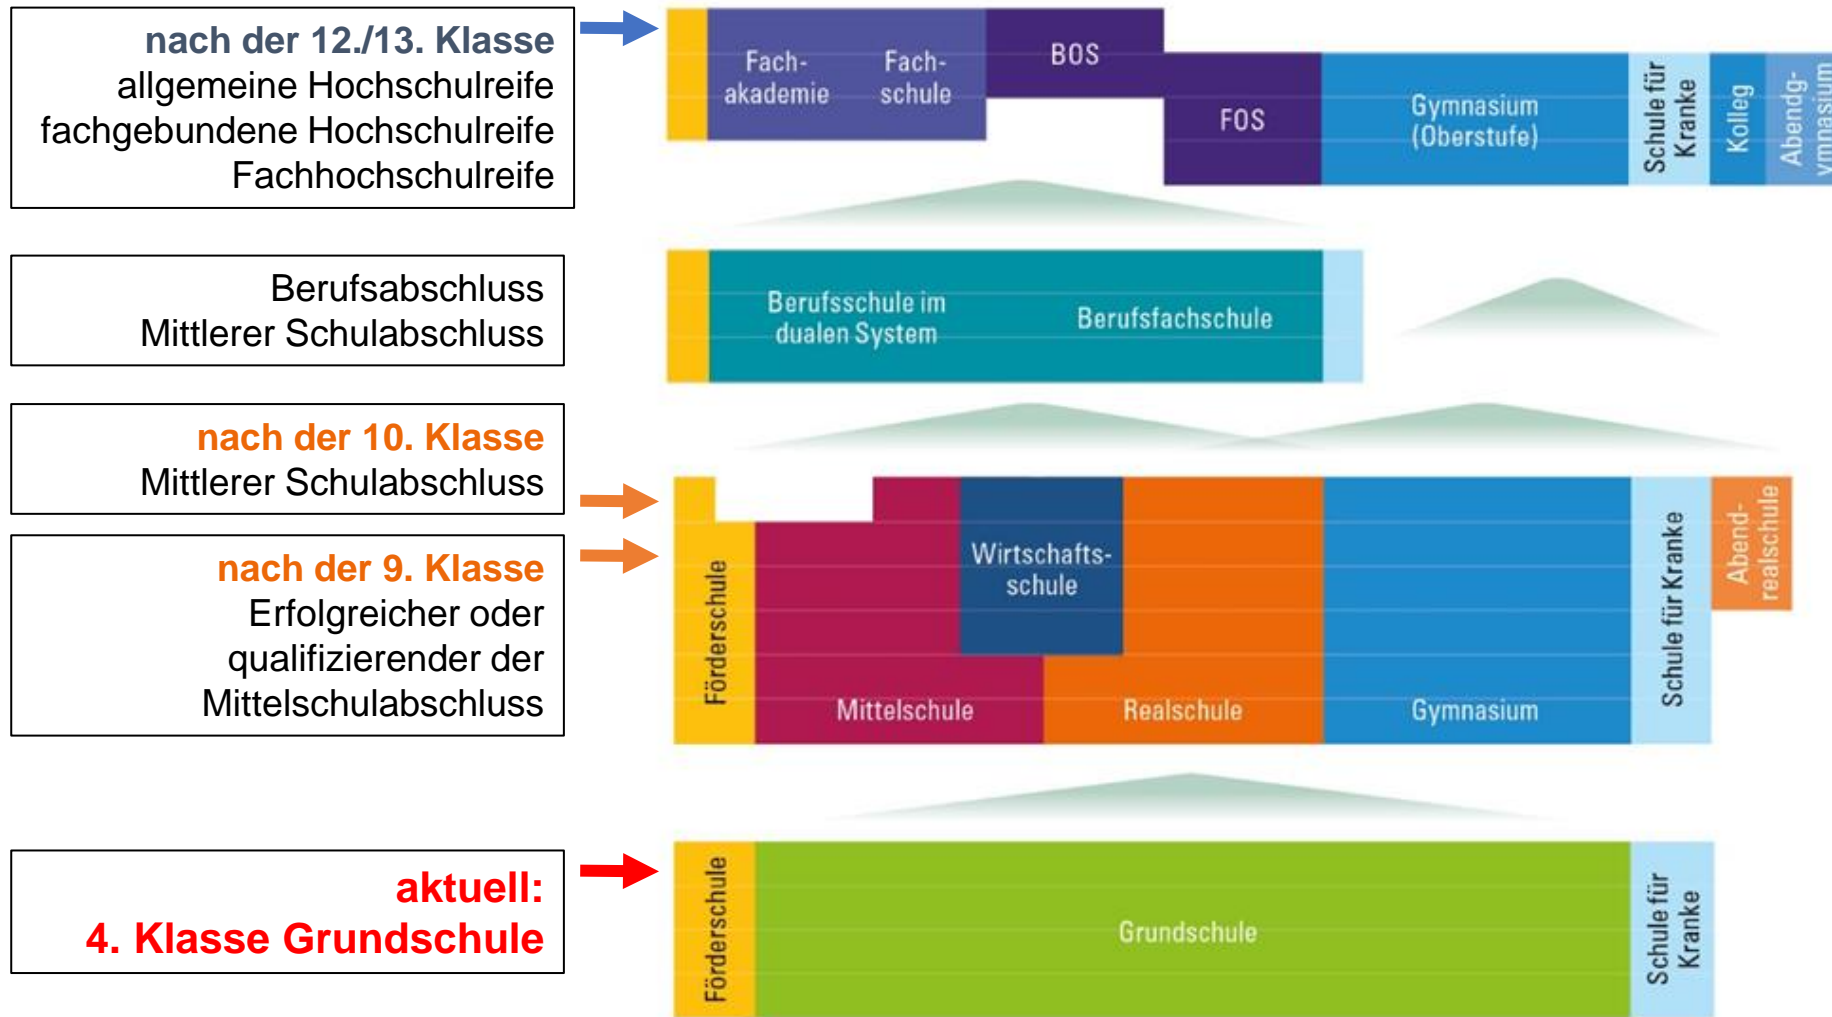 nach der 12./13. Klasse
allgemeine Hochschulreife
fachgebundene Hochschulreife
Fachhochschulreife
Fach-
akademie
Fach-
schule
BOS
FOS
Gymnasium
(Oberstufe)
Schule für
Kranke
Kolleg
Abendg-
ymnasium
Berufsabschluss
Mittlerer Schulabschluss
Berufsschule im
dualen System
Berufsfachschule
nach der 10. Klasse
Mittlerer Schulabschluss
nach der 9. Klasse
Erfolgreicher oder
qualifizierender der
Mittelschulabschluss
Förderschule
Mittelschule
Wirtschafts-
schule
Realschule
Gymnasium
Schule für Kranke
Abend-
realschule
aktuell:
4. Klasse Grundschule
Förderschule
Grundschule
Schule für
Kranke